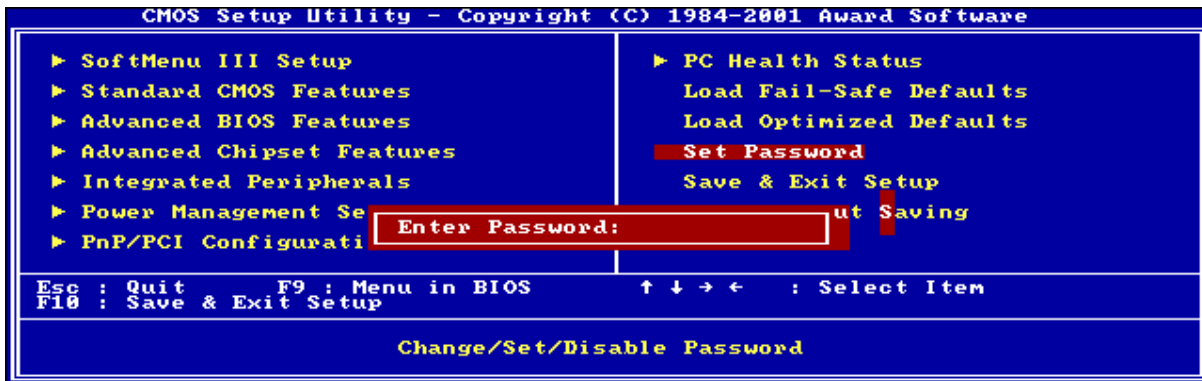 CMOS Setup Utility - Copyright (C) 1984-2001 Award Software
► SoftMenu III Setup
► Standard CMOS Features
► Advanced BIOS Features
► Advanced Chipset Features
► Integrated Peripherals
► Power Management Se
► PnP/PCI Configurati
► PC Health Status
Load Fail-Safe Defaults
Load Optimized Defaults
Set Password
Save & Exit Setup
ut Saving
Enter Password:
Esc : Quit F9 : Menu in BIOS ↑ ↓ → ← : Select Item
F10 : Save & Exit Setup
Change/Set/Disable Password